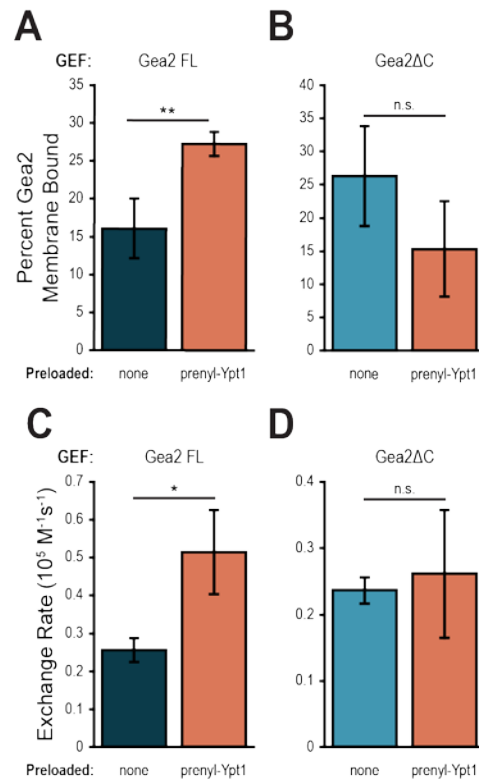 A
GEF: Gea2 FL
Percent Gea2
Membrane Bound
35
30
25
20
15
10
5
0
**
Preloaded: none prenyl-Ypt1
B
Gea2ΔC
40
35
30
25
20
15
10
5
0
n.s.
none prenyl-Ypt1
C
GEF: Gea2 FL
Exchange Rate (10⁵ M⁻¹s⁻¹)
0.7
0.6
0.5
0.4
0.3
0.2
0.1
0
*
Preloaded: none prenyl-Ypt1
D
Gea2ΔC
0.4
0.3
0.2
0.1
0
n.s.
none prenyl-Ypt1